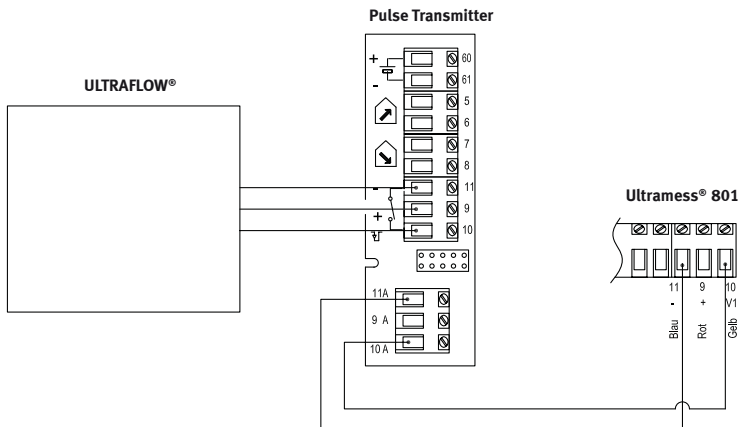 Pulse Transmitter
ULTRAFLOW®
+
60
-
61
5
6
7
8
-
11
+
9
10
11A
9 A
10 A
Ultramess® 801
11 9 10
- + V1
Blau Rot Gelb